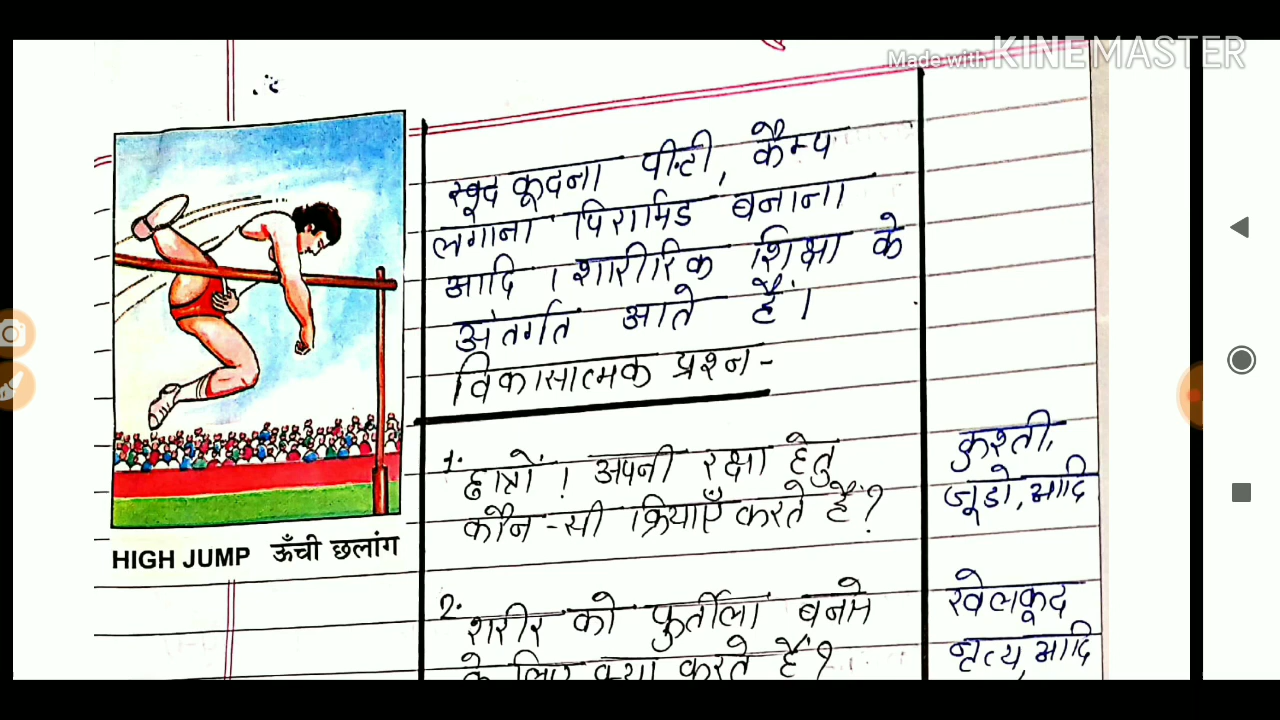 Made with KINEMASTER
खूद कूदना पी.टी, कैम्प
लगाना पिरामिड बनाना
आदि । शारीरिक शिक्षा के
अंतर्गत आते हैं।
विकासात्मक प्रश्न-
1. छात्रों ! अपनी रक्षा हेतु
कौन-सी क्रियाएँ करते हैं?
कुश्ती,
जूडो, आदि
HIGH JUMP ऊँची छलांग
2. शरीर को फुर्तीला बनाने
के लिए क्या करते हैं?
खेलकूद
नृत्य, आदि